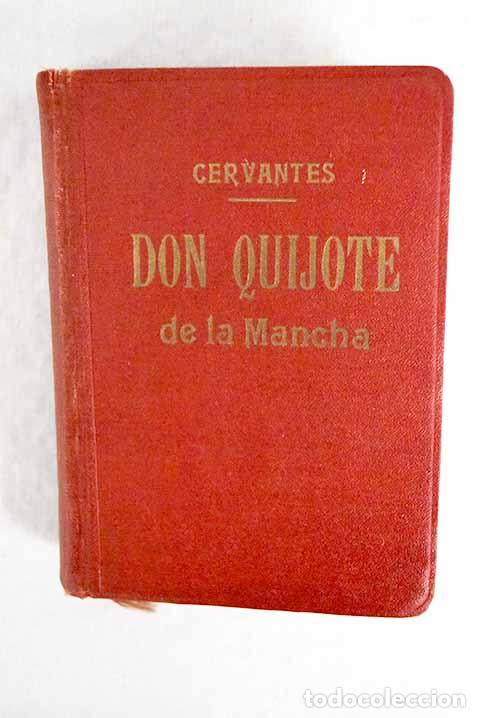 CERVANTES
DON QUIJOTE
de la Mancha
todocoleccion